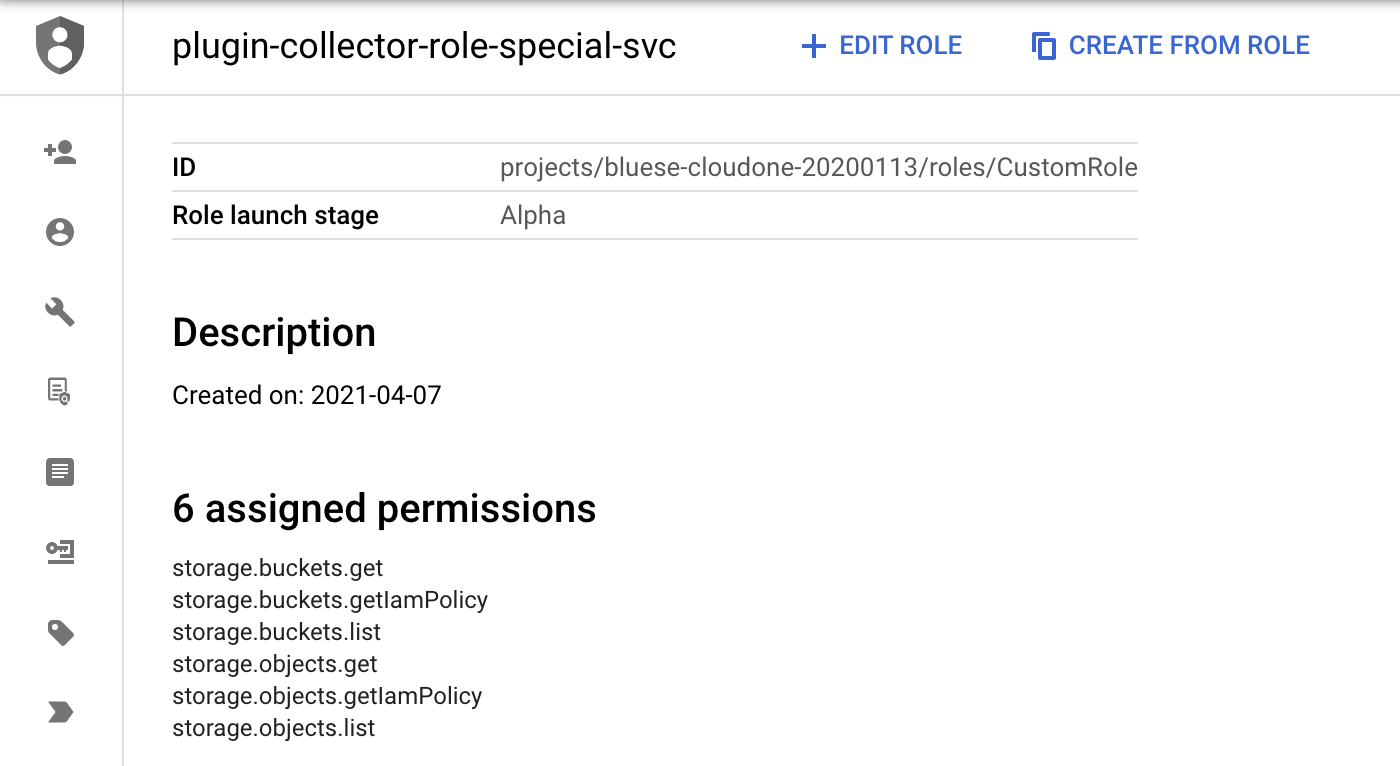 plugin-collector-role-special-svc
EDIT ROLE
CREATE FROM ROLE
ID projects/bluese-cloudone-20200113/roles/CustomRole
Role launch stage Alpha
Description
Created on: 2021-04-07
6 assigned permissions
storage.buckets.get
storage.buckets.getIamPolicy
storage.buckets.list
storage.objects.get
storage.objects.getIamPolicy
storage.objects.list